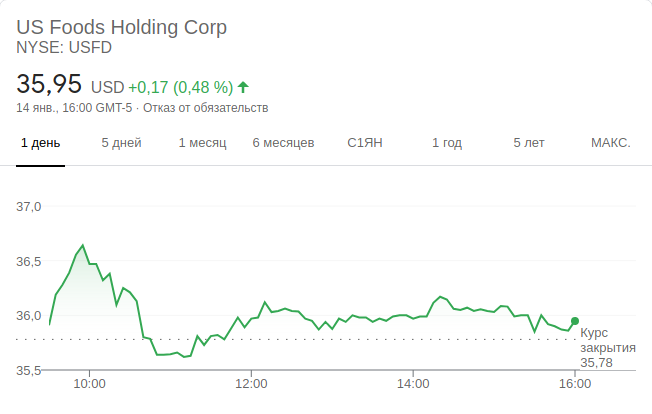 US Foods Holding Corp
NYSE: USFD
35,95 USD +0,17 (0,48 %)
14 янв., 16:00 GMT-5 · Отказ от обязательств
1 день 5 дней 1 месяц 6 месяцев С1ЯН 1 год 5 лет МАКС.
37,0
36,5
36,0
Курс
закрытия
35,78
35,5
10:00 12:00 14:00 16:00